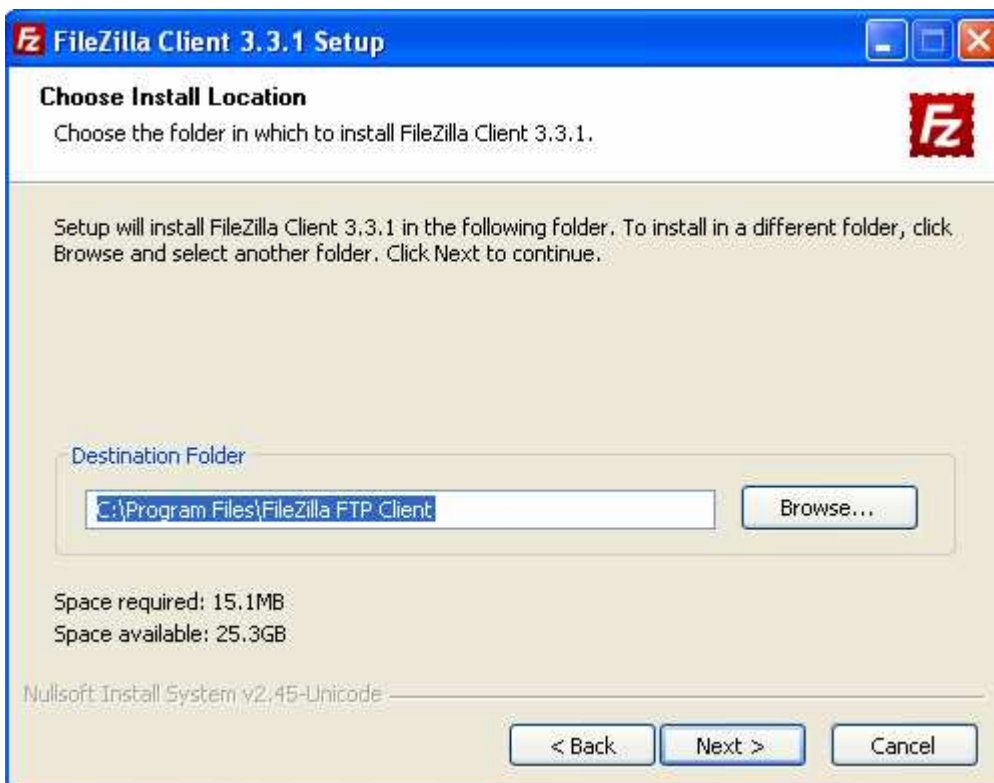 FileZilla Client 3.3.1 Setup
Choose Install Location
Choose the folder in which to install FileZilla Client 3.3.1.
Fz
Setup will install FileZilla Client 3.3.1 in the following folder. To install in a different folder, click
Browse and select another folder. Click Next to continue.
Destination Folder
C:\Program Files\FileZilla FTP Client
Browse...
Space required: 15.1MB
Space available: 25.3GB
Nullsoft Install System v2.45-Unicode
< Back
Next >
Cancel